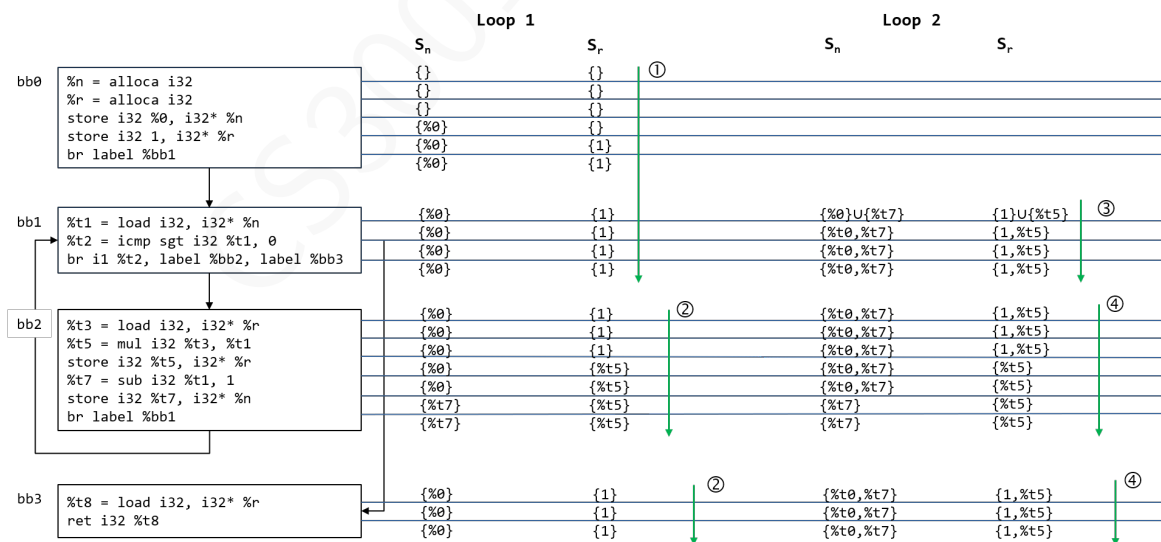 Loop 1 Loop 2
Sn Sr Sn Sr
bb0
%n = alloca i32
%r = alloca i32
store i32 %0, i32* %n
store i32 1, i32* %r
br label %bb1
{} {} ①
{} {}
{} {}
{%0} {}
{%0} {1}
{%0} {1}
bb1
%t1 = load i32, i32* %n
%t2 = icmp sgt i32 %t1, 0
br i1 %t2, label %bb2, label %bb3
{%0} {1} {%0}∪{%t7} {1}∪{%t5} ③
{%0} {1} {%t0,%t7} {1,%t5}
{%0} {1} {%t0,%t7} {1,%t5}
{%0} {1} {%t0,%t7} {1,%t5}
bb2
%t3 = load i32, i32* %r
%t5 = mul i32 %t3, %t1
store i32 %t5, i32* %r
%t7 = sub i32 %t1, 1
store i32 %t7, i32* %n
br label %bb1
{%0} {1} ② {%t0,%t7} {1,%t5} ④
{%0} {1} {%t0,%t7} {1,%t5}
{%0} {1} {%t0,%t7} {1,%t5}
{%0} {%t5} {%t0,%t7} {%t5}
{%0} {%t5} {%t0,%t7} {%t5}
{%t7} {%t5} {%t7} {%t5}
{%t7} {%t5} {%t7} {%t5}
bb3
%t8 = load i32, i32* %r
ret i32 %t8
{%0} {1} ② {%t0,%t7} {1,%t5} ④
{%0} {1} {%t0,%t7} {1,%t5}
{%0} {1} {%t0,%t7} {1,%t5}